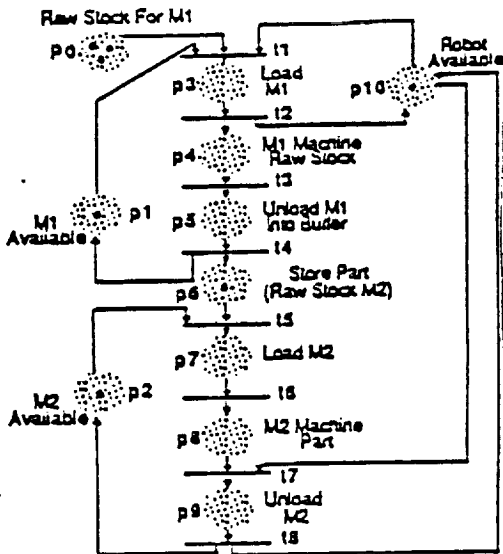 Raw Stock For M1
p0
t1
Robot
Available
p3
Load
M1
p10
t2
p4
M1 Machine
Raw Stock
t3
M1
Available
p1
p5
Unload M1
Into Buffer
t4
p6
Store Part
(Raw Stock M2)
t5
p7
Load M2
M2
Available
p2
t6
p8
M2 Machine
Part
t7
p9
Unload
M2
t8